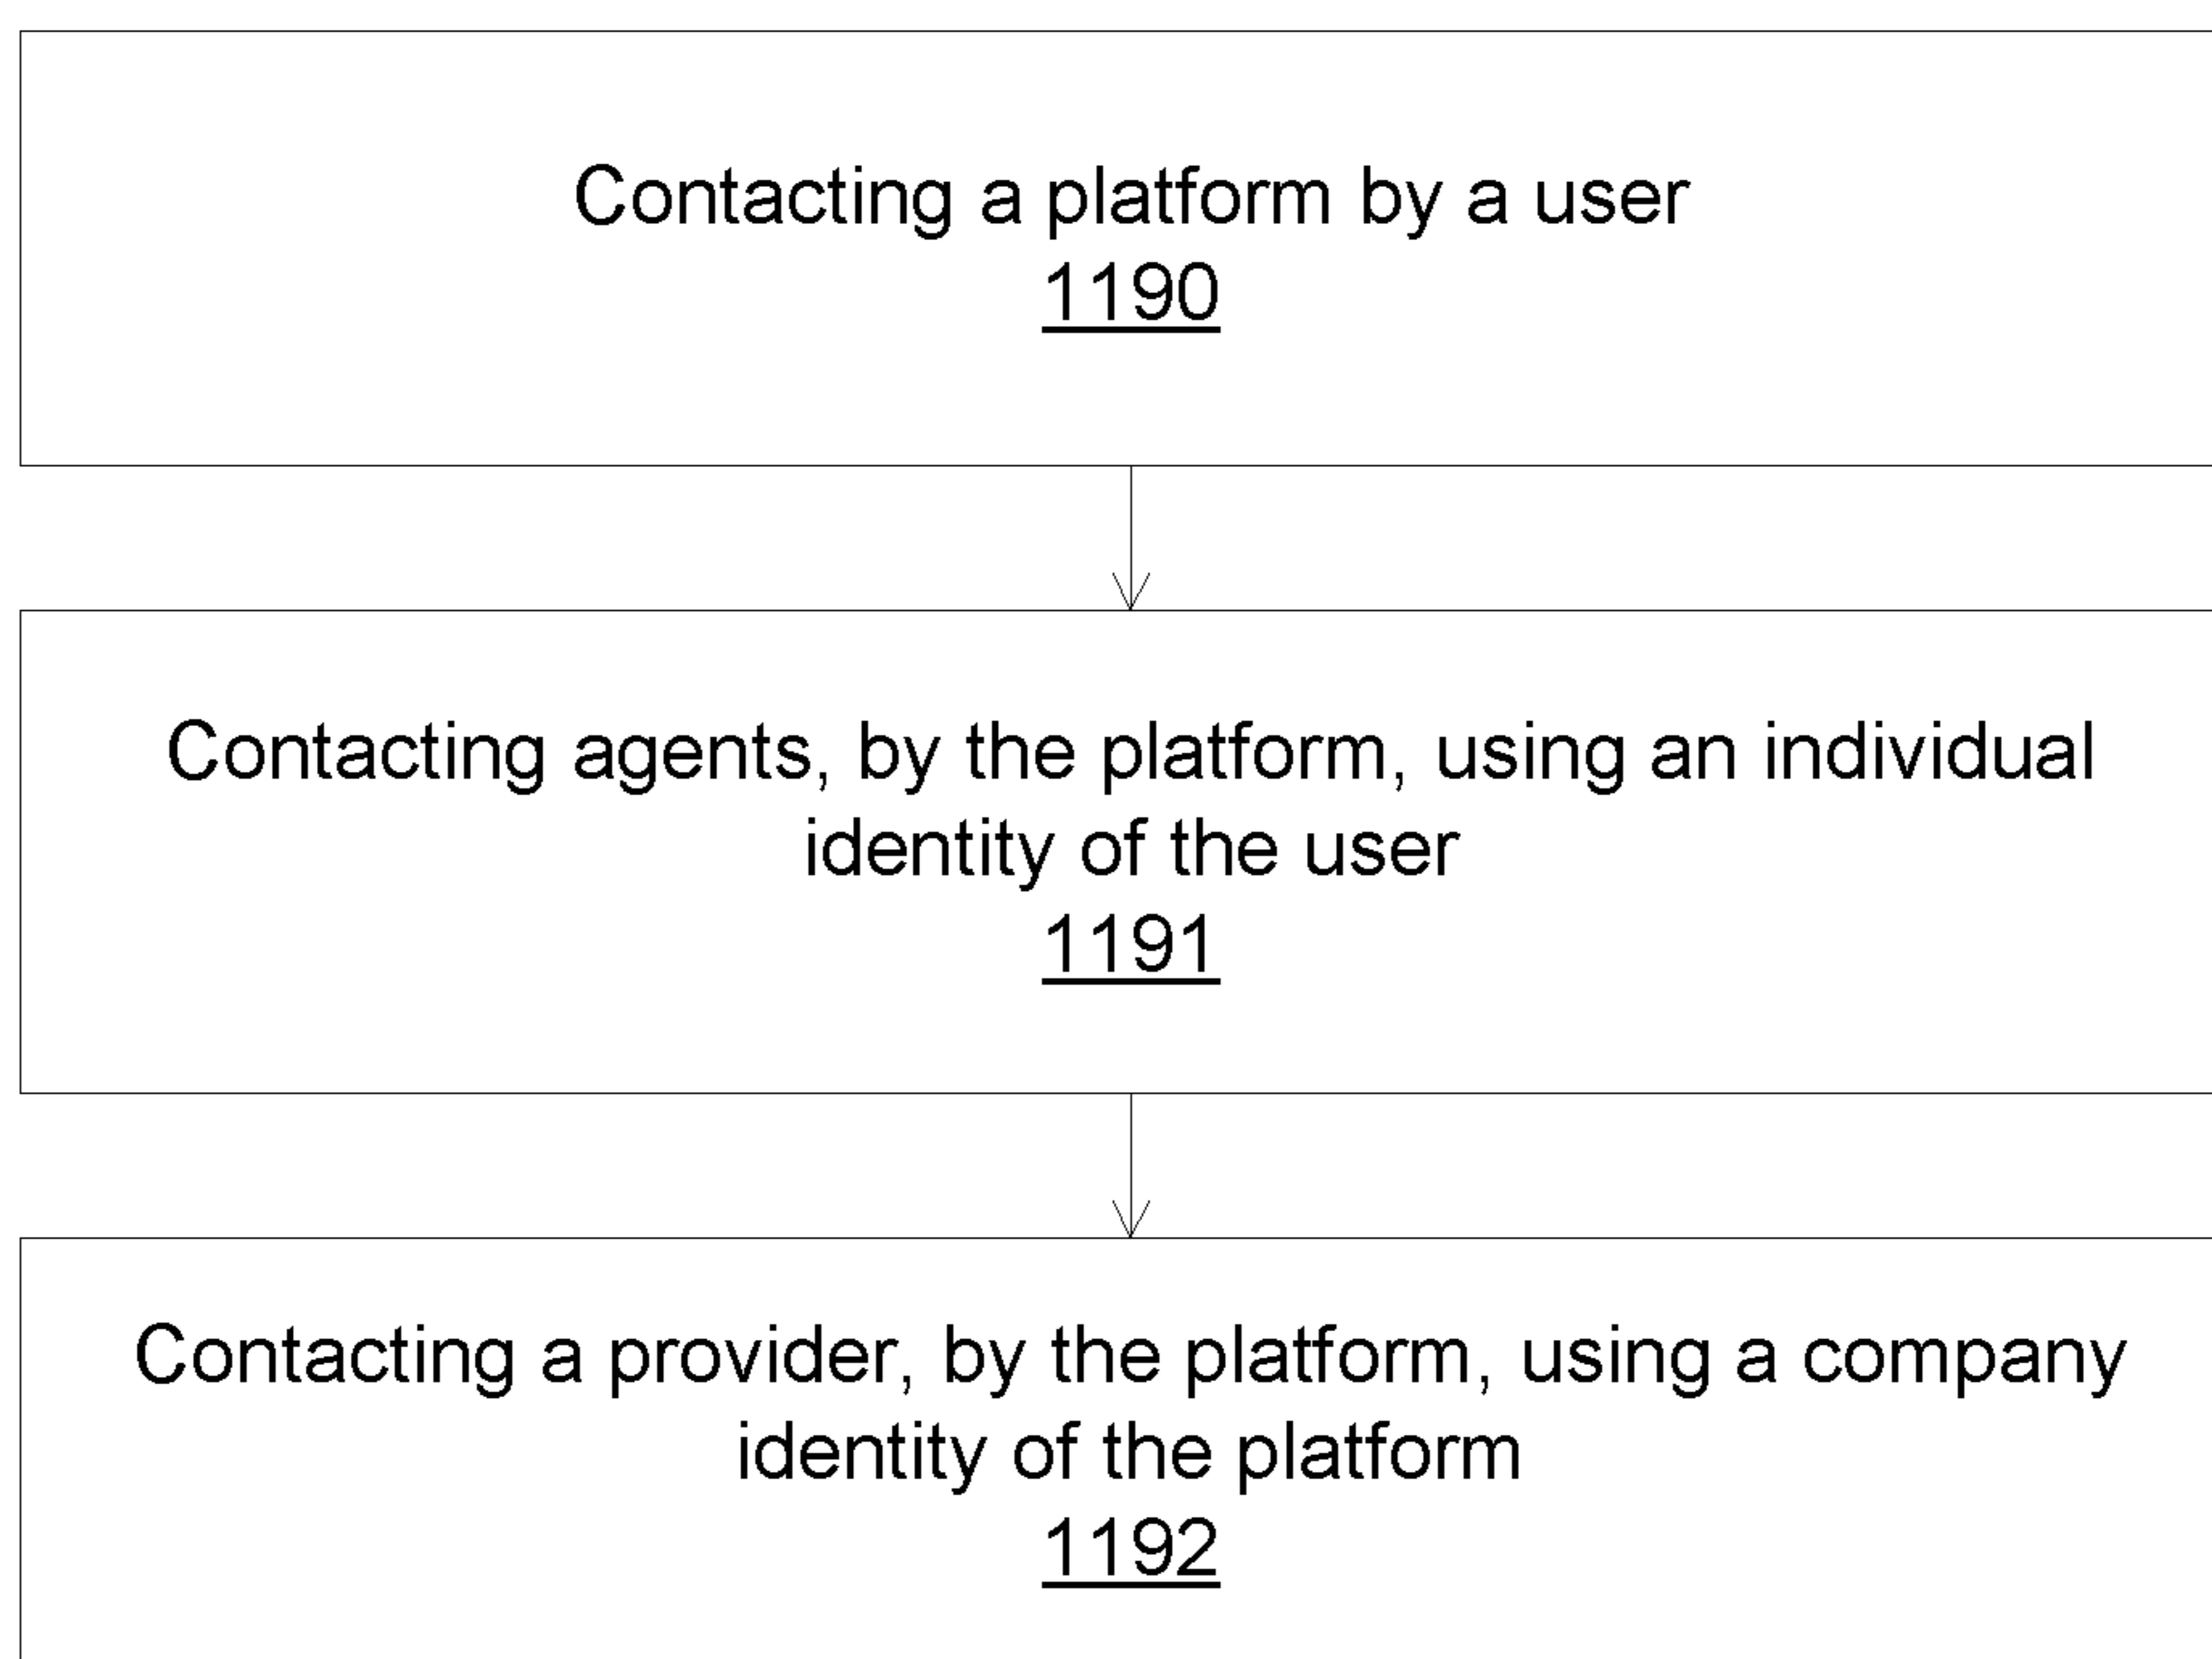 Contacting a platform by a user
1190
Contacting agents, by the platform, using an individual
identity of the user
1191
Contacting a provider, by the platform, using a company
identity of the platform
1192